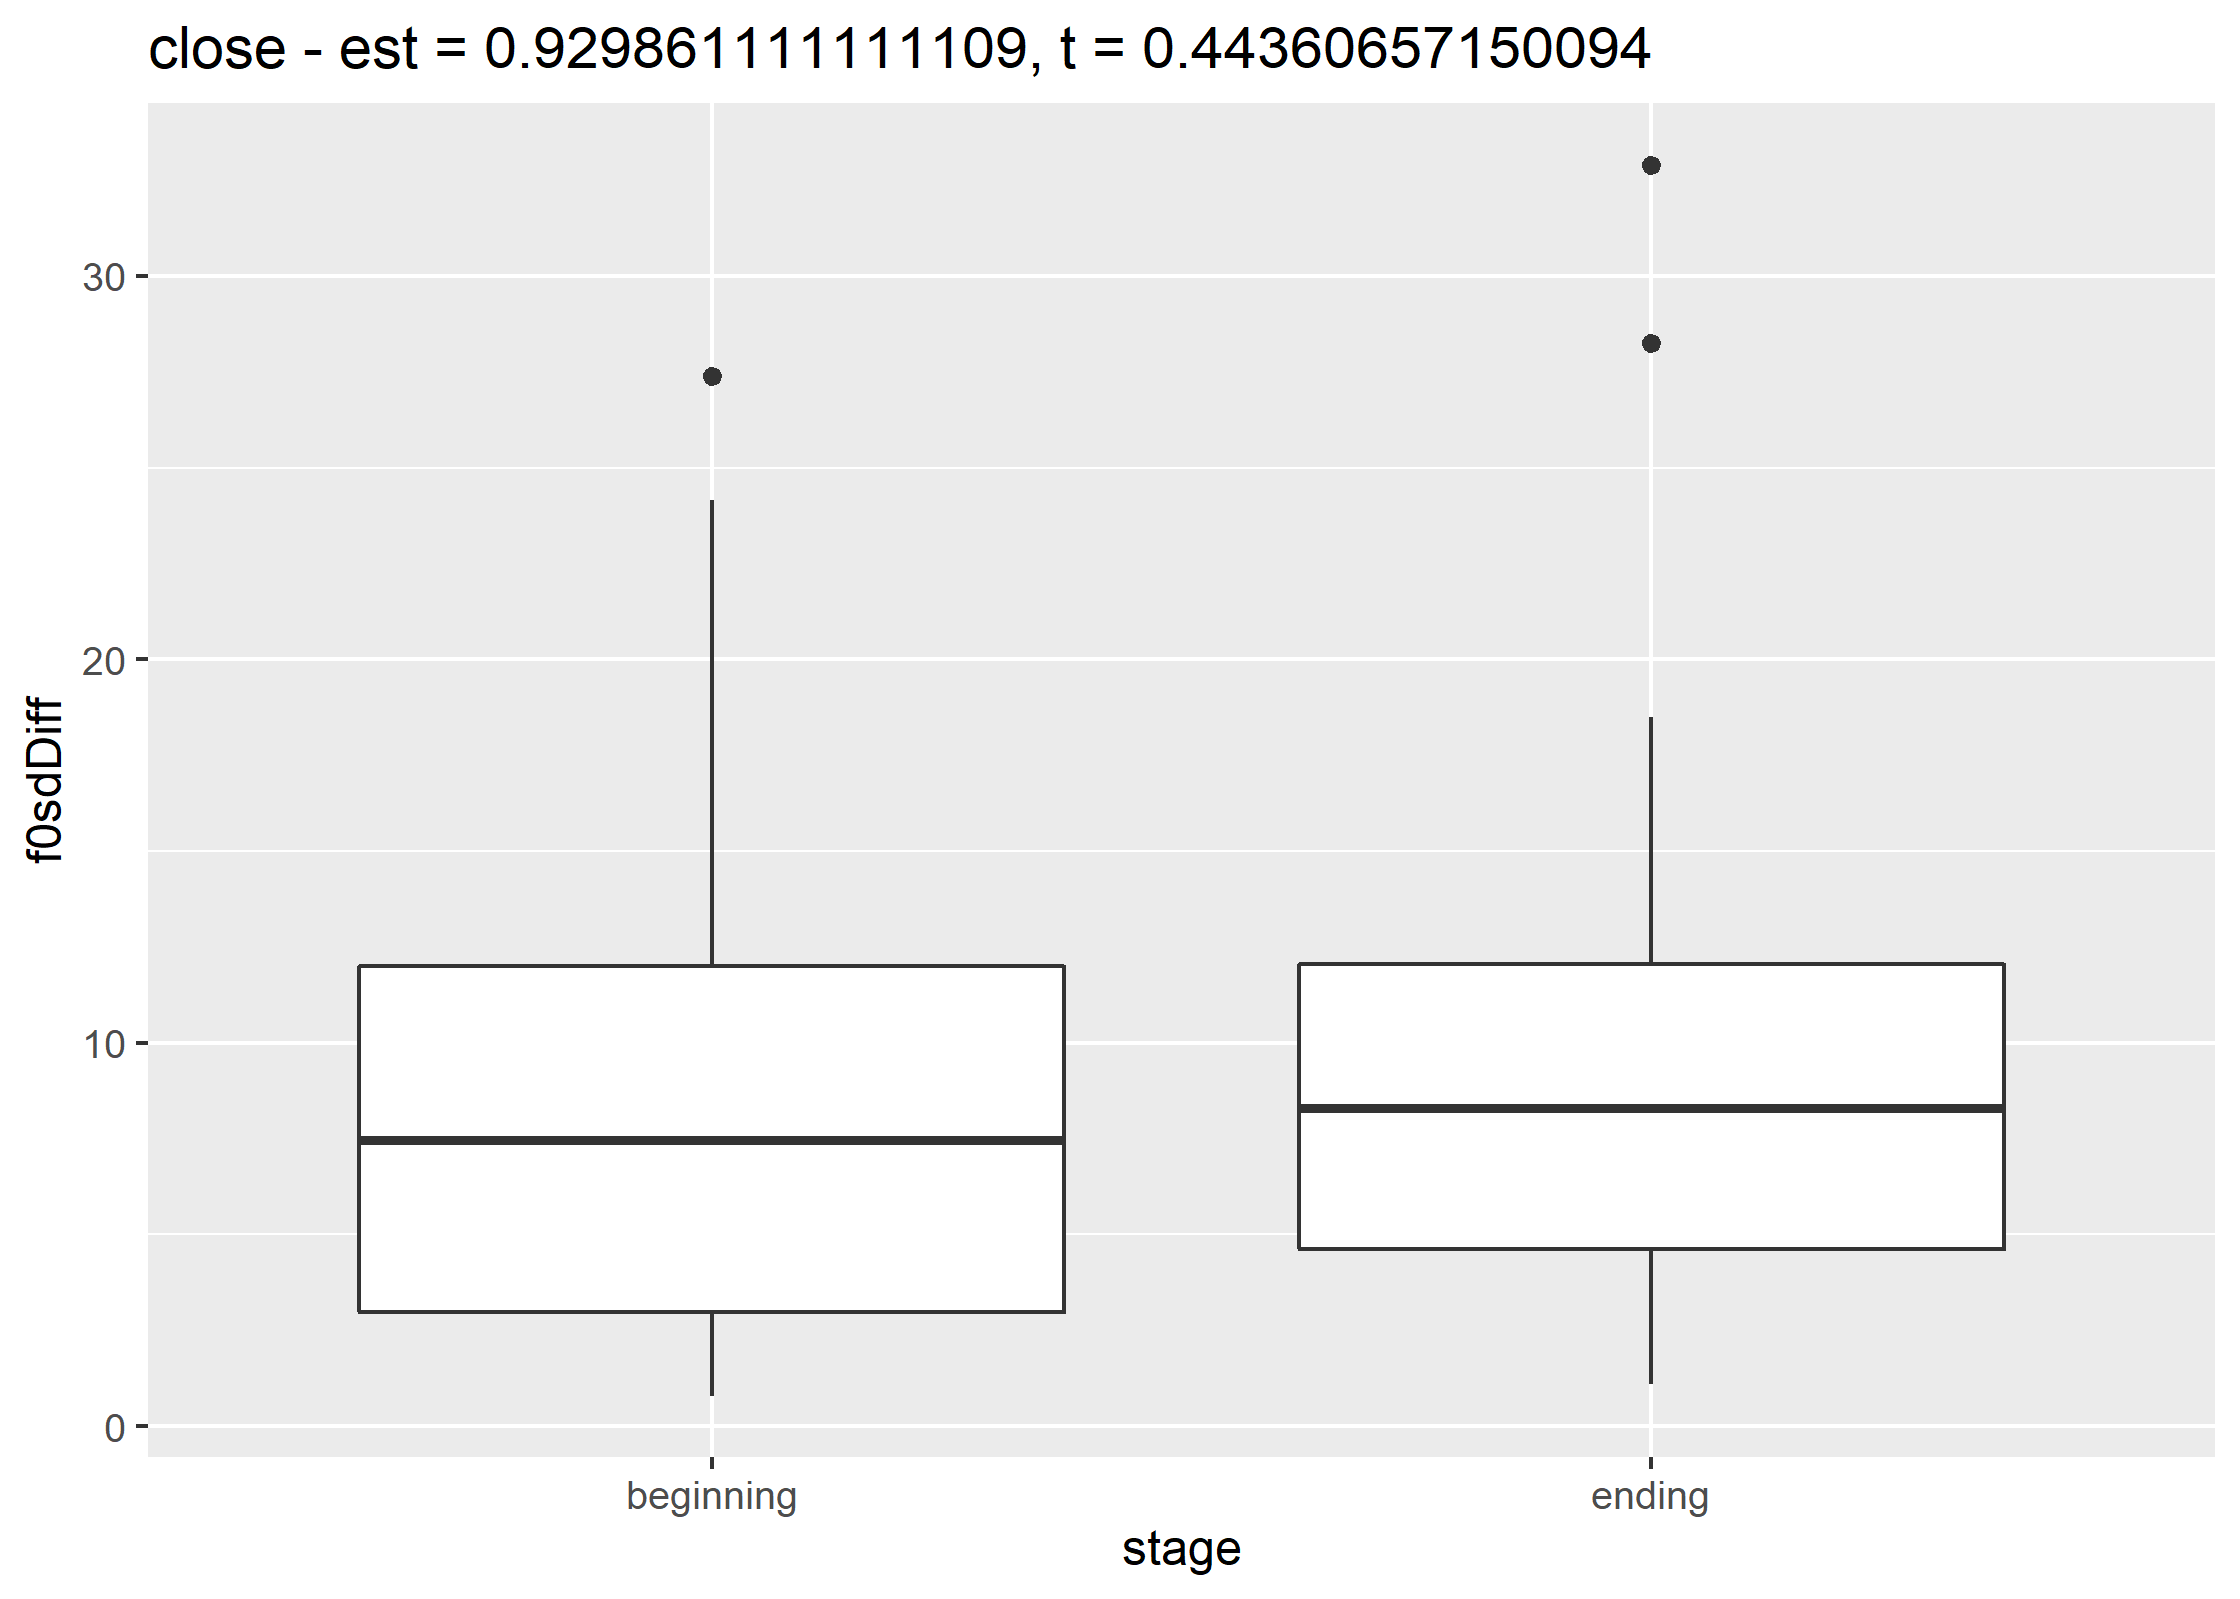 close - est = 0.929861111111109, t = 0.44360657150094
30
20
10
0
f0sdDiff
beginning
ending
stage